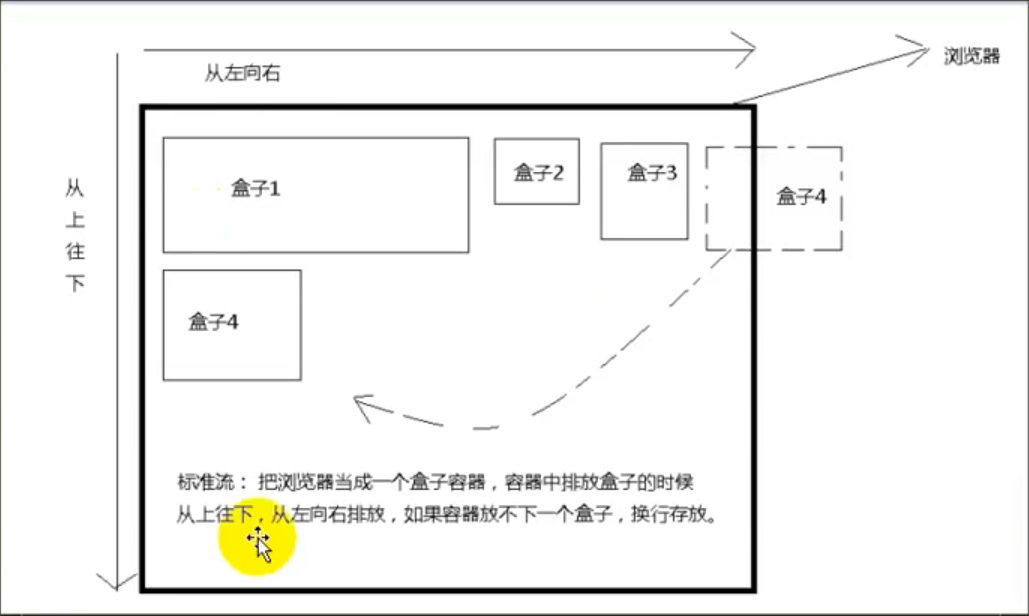 从左向右
浏览器
从
上
往
下
盒子1
盒子2
盒子3
盒子4
盒子4
标准流： 把浏览器当成一个盒子容器，容器中排放盒子的时候
从上往下，从左向右排放，如果容器放不下一个盒子，换行存放。